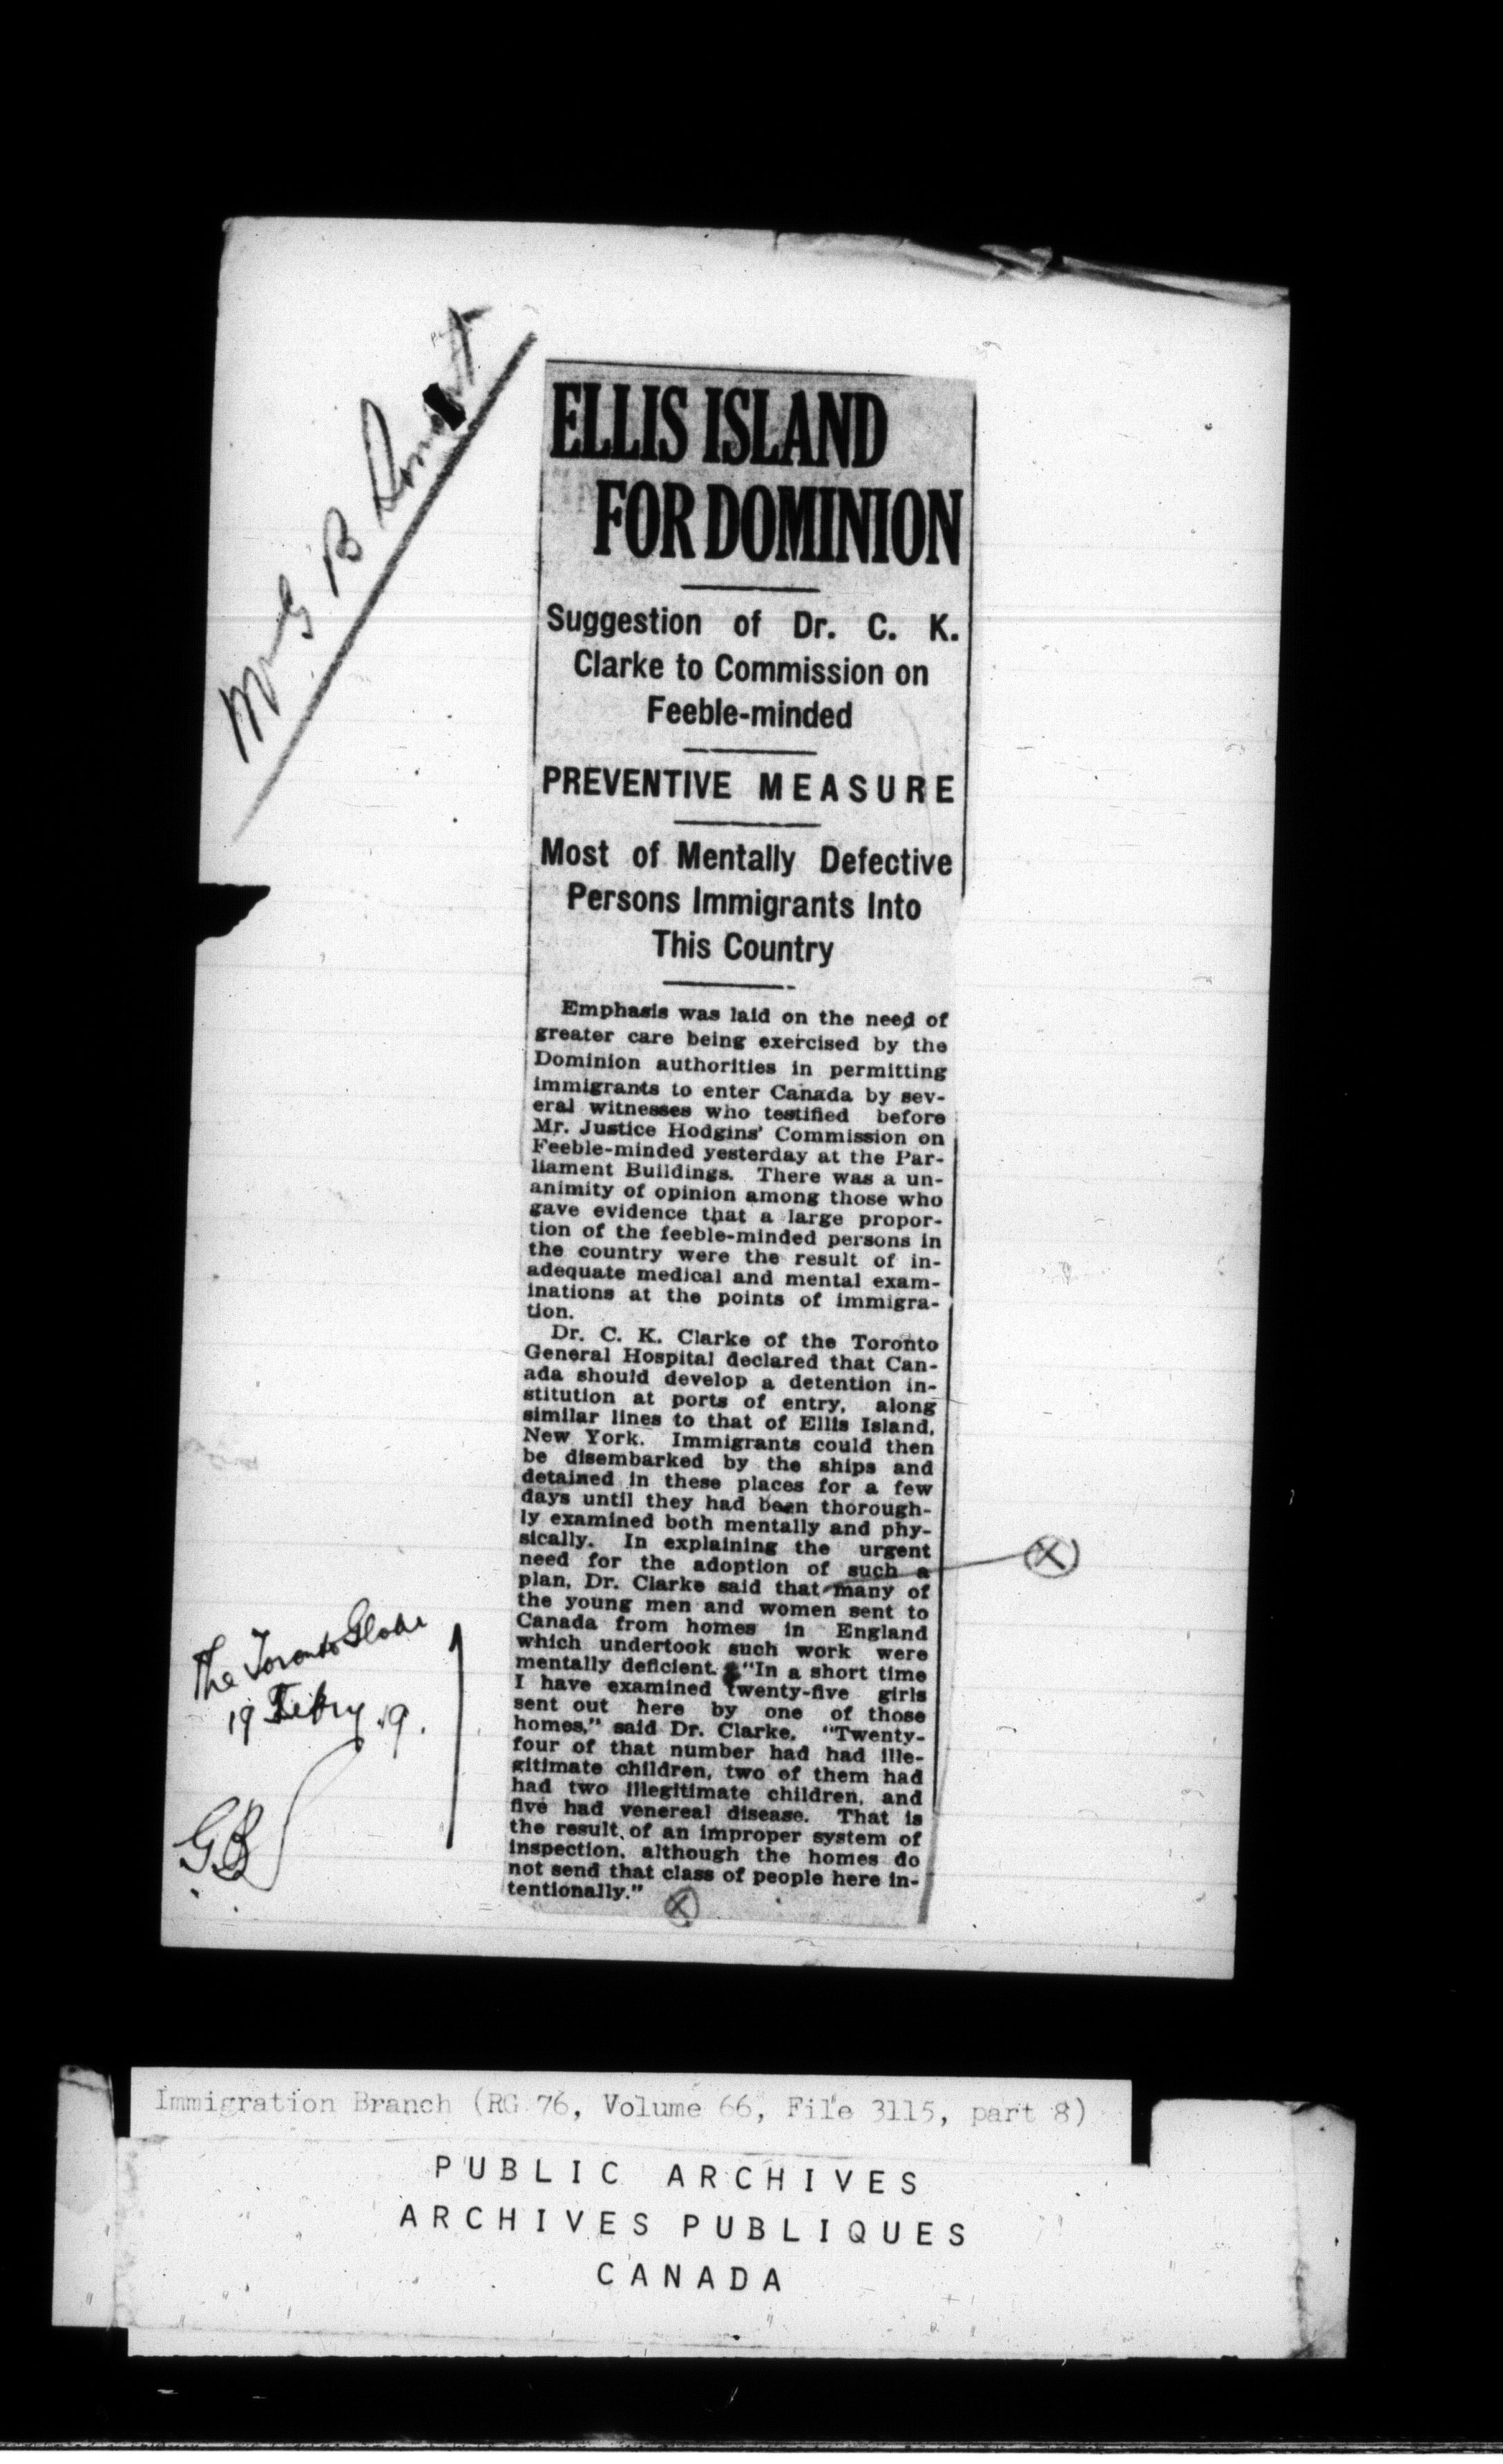 Mr G B
ELLIS ISLAND
FOR DOMINION
Suggestion of Dr. C. K.
Clarke to Commission on
Feeble-minded
PREVENTIVE MEASURE
Most of Mentally Defective
Persons Immigrants Into
This Country
Emphasis was laid on the need of
greater care being exercised by the
Dominion authorities in permitting
immigrants to enter Canada by sev-
eral witnesses who testified before
Mr. Justice Hodgins' Commission on
Feeble-minded yesterday at the Par-
liament Buildings. There was a un-
animity of opinion among those who
gave evidence that a large propor-
tion of the feeble-minded persons in
the country were the result of in-
adequate medical and mental exam-
inations at the points of immigra-
tion.
Dr. C. K. Clarke of the Toronto
General Hospital declared that Can-
ada should develop a detention in-
stitution at ports of entry, along
similar lines to that of Ellis Island,
New York. Immigrants could then
be disembarked by the ships and
detained in these places for a few
days until they had been thorough-
ly examined both mentally and phy-
sically. In explaining the urgent
need for the adoption of such a
plan, Dr. Clarke said that many of
the young men and women sent to
Canada from homes in England
which undertook such work were
mentally deficient. "In a short time
I have examined twenty-five girls
sent out here by one of those
homes," said Dr. Clarke. "Twenty-
four of that number had had ille-
gitimate children, two of them had
had two illegitimate children, and
five had venereal disease. That is
the result of an improper system of
inspection, although the homes do
not send that class of people here in-
tentionally."
X
X
The Toronto Globe
19 Febry. 19.
GB
Immigration Branch (RG 76, Volume 66, File 3115, part 8)
PUBLIC ARCHIVES
ARCHIVES PUBLIQUES
CANADA